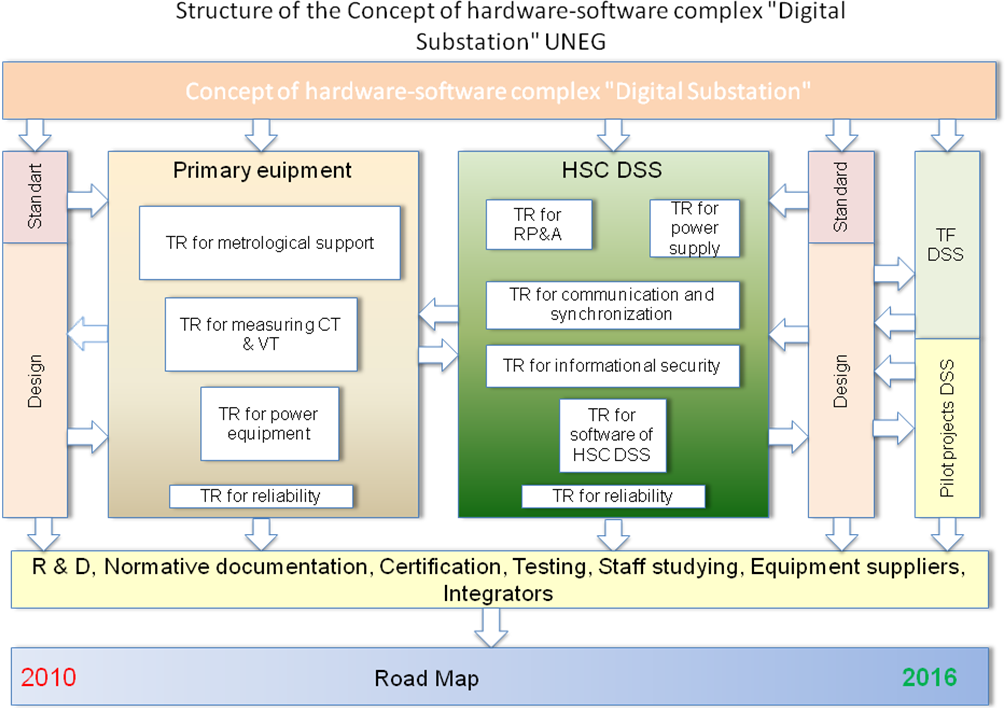 Structure of the Concept of hardware-software complex "Digital
Substation" UNEG
Concept of hardware-software complex "Digital Substation"
Standart
Design
Primary euipment
TR for metrological support
TR for measuring CT
& VT
TR for power
equipment
TR for reliability
HSC DSS
TR for
RP&A
TR for
power
supply
TR for communication and
synchronization
TR for informational security
TR for
software of
HSC DSS
TR for reliability
Standard
Design
TF
DSS
Pilot projects DSS
R & D, Normative documentation, Certification, Testing, Staff studying, Equipment suppliers,
Integrators
2010
Road Map
2016